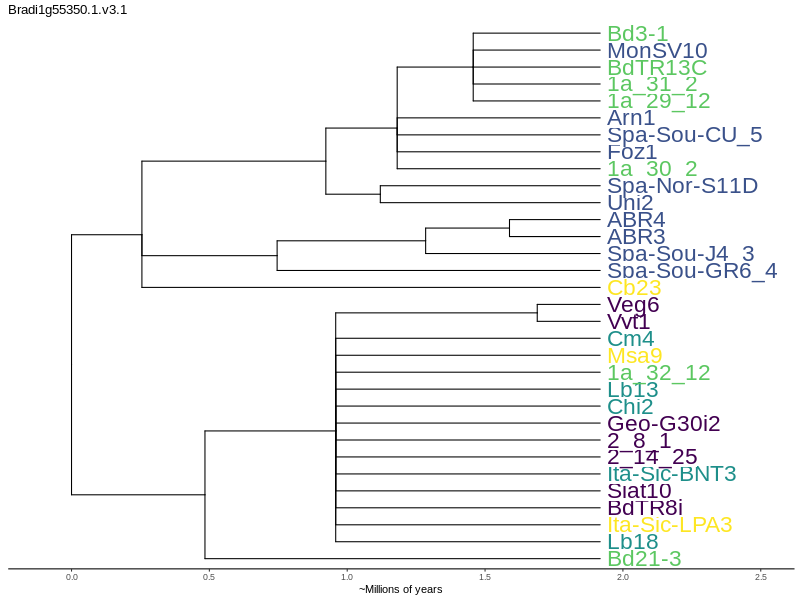 Bradi1g55350.1.v3.1
Bd3-1
MonSV10
BdTR13C
1a_31_2
1a_29_12
Arn1
Spa-Sou-CU_5
Foz1
1a_30_2
Spa-Nor-S11D
Uni2
ABR4
ABR3
Spa-Sou-J4_3
Spa-Sou-GR6_4
Cb23
Veg6
Vvt1
Cm4
Msa9
1a_32_12
Lb13
Chi2
Geo-G30i2
2_8_1
2_14_25
Ita-Sic-BNT3
Siat10
BdTR8i
Ita-Sic-LPA3
Lb18
Bd21-3
0.0 0.5 1.0 1.5 2.0 2.5
~Millions of years